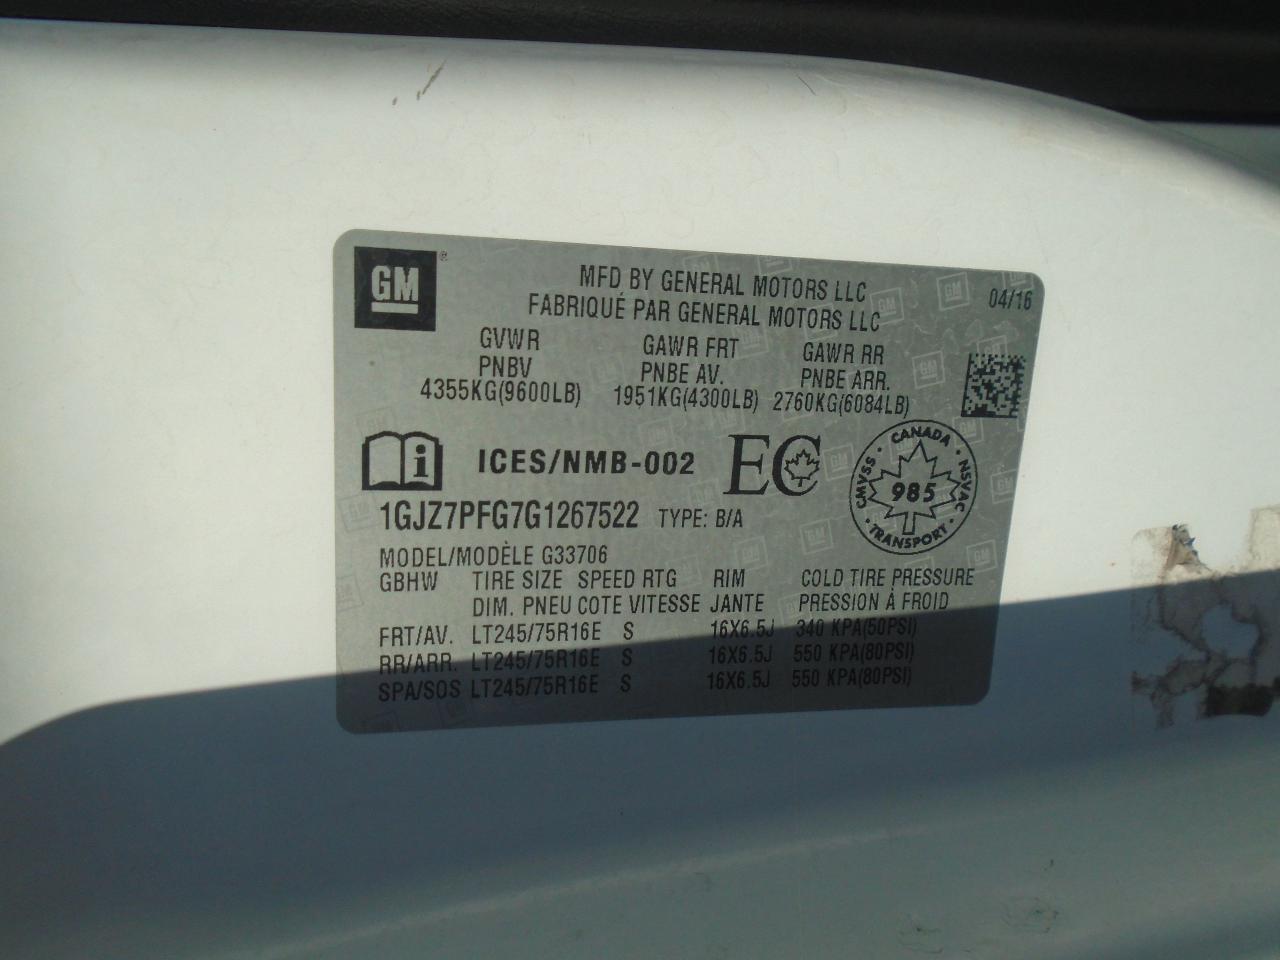 GM
MFD BY GENERAL MOTORS LLC
04/16
FABRIQUÉ PAR GENERAL MOTORS LLC
GVWR GAWR FRT GAWR RR
PNBV PNBE AV. PNBE ARR.
4355KG(9600LB) 1951KG(4300LB) 2760KG(6084LB)
i ICES/NMB-002 EC
CANADA
CMVSS 985 NSVAC
TRANSPORT
1GJZ7PFG7G1267522 TYPE: B/A
MODEL/MODÈLE G33706
GBHW TIRE SIZE SPEED RTG RIM COLD TIRE PRESSURE
DIM. PNEU COTE VITESSE JANTE PRESSION À FROID
FRT/AV. LT245/75R16E S 16X6.5J 340 KPA(50PSI)
RR/ARR. LT245/75R16E S 16X6.5J 550 KPA(80PSI)
SPA/SOS LT245/75R16E S 16X6.5J 550 KPA(80PSI)